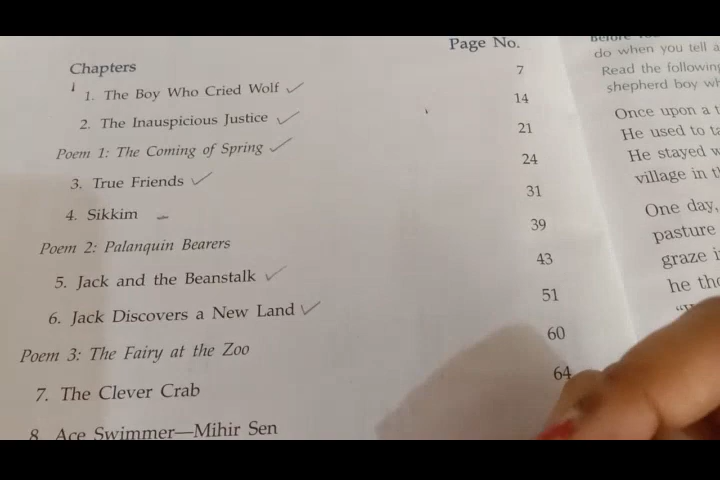 Page No.
Chapters
1. The Boy Who Cried Wolf 7
2. The Inauspicious Justice 14
Poem 1: The Coming of Spring 21
3. True Friends 24
4. Sikkim 31
Poem 2: Palanquin Bearers 39
5. Jack and the Beanstalk 43
6. Jack Discovers a New Land 51
Poem 3: The Fairy at the Zoo 60
7. The Clever Crab 64
8. Ace Swimmer—Mihir Sen
Before
do when you tell a
Read the following
shepherd boy
Once upon a
He used to
He stayed
village in
One day,
pasture
graze
he